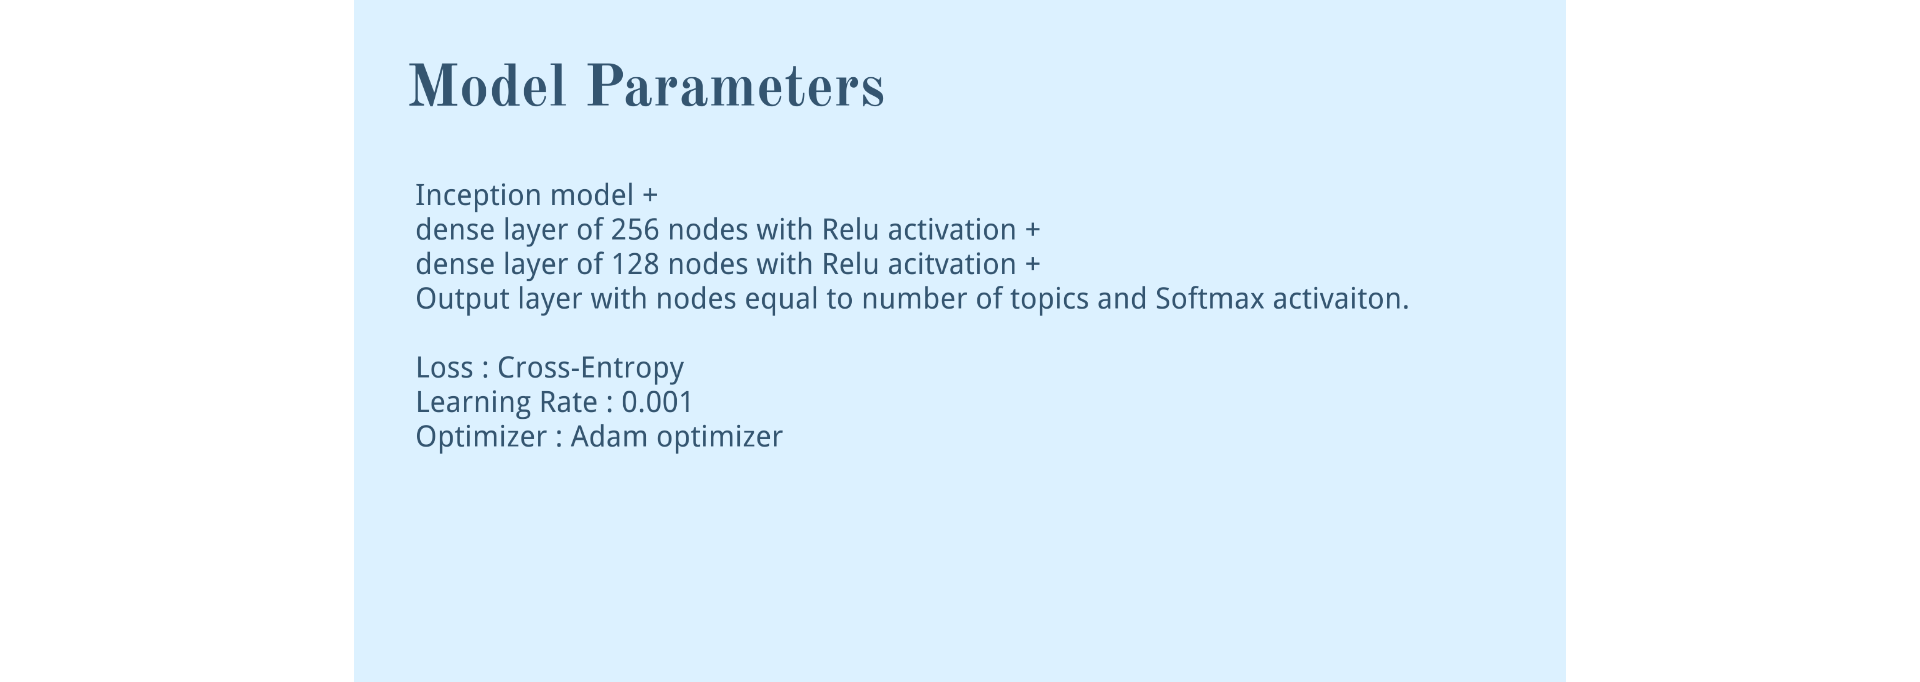 Model Parameters
Inception model +
dense layer of 256 nodes with Relu activation +
dense layer of 128 nodes with Relu acitvation +
Output layer with nodes equal to number of topics and Softmax activaiton.
Loss : Cross-Entropy
Learning Rate : 0.001
Optimizer : Adam optimizer